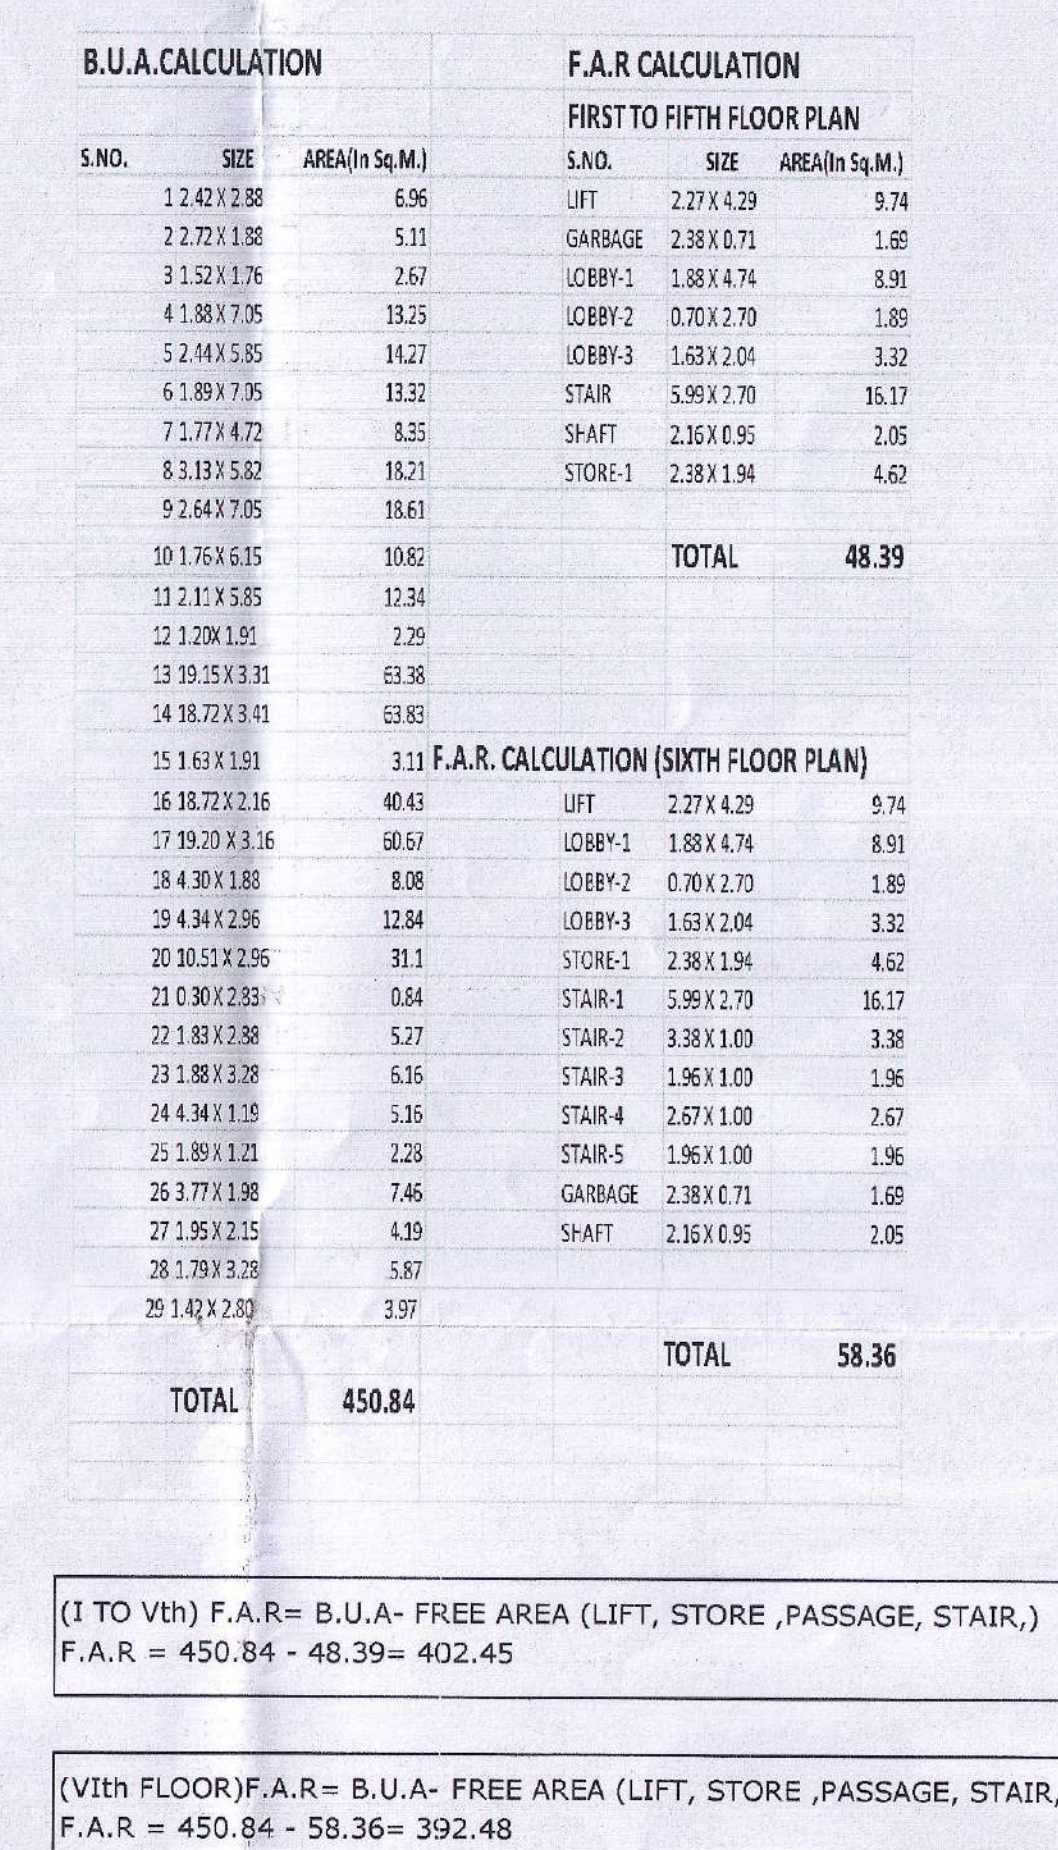 B.U.A.CALCULATION
S.NO. SIZE AREA(In Sq.M.)
1 2.42 X 2.88 6.96
2 2.72 X 1.88 5.11
3 1.52 X 1.76 2.67
4 1.88 X 7.05 13.25
5 2.44 X 5.85 14.27
6 1.89 X 7.05 13.32
7 1.77 X 4.72 8.35
8 3.13 X 5.82 18.21
9 2.64 X 7.05 18.61
10 1.76 X 6.15 10.82
11 2.11 X 5.85 12.34
12 1.20X 1.91 2.29
13 19.15 X 3.31 63.38
14 18.72 X 3.41 63.83
15 1.63 X 1.91 3.11
16 18.72 X 2.16 40.43
17 19.20 X 3.16 60.67
18 4.30 X 1.88 8.08
19 4.34 X 2.96 12.84
20 10.51 X 2.96 31.1
21 0.30 X 2.83 0.84
22 1.83 X 2.88 5.27
23 1.88 X 3.28 6.16
24 4.34 X 1.19 5.16
25 1.89 X 1.21 2.28
26 3.77 X 1.98 7.46
27 1.95 X 2.15 4.19
28 1.79 X 3.28 5.87
29 1.42 X 2.80 3.97
TOTAL 450.84
F.A.R CALCULATION
FIRST TO FIFTH FLOOR PLAN
S.NO. SIZE AREA(In Sq.M.)
LIFT 2.27 X 4.29 9.74
GARBAGE 2.38 X 0.71 1.69
LOBBY-1 1.88 X 4.74 8.91
LOBBY-2 0.70 X 2.70 1.89
LOBBY-3 1.63 X 2.04 3.32
STAIR 5.99 X 2.70 16.17
SHAFT 2.16 X 0.95 2.05
STORE-1 2.38 X 1.94 4.62
TOTAL 48.39
F.A.R. CALCULATION (SIXTH FLOOR PLAN)
LIFT 2.27 X 4.29 9.74
LOBBY-1 1.88 X 4.74 8.91
LOBBY-2 0.70 X 2.70 1.89
LOBBY-3 1.63 X 2.04 3.32
STORE-1 2.38 X 1.94 4.62
STAIR-1 5.99 X 2.70 16.17
STAIR-2 3.38 X 1.00 3.38
STAIR-3 1.96 X 1.00 1.96
STAIR-4 2.67 X 1.00 2.67
STAIR-5 1.96 X 1.00 1.96
GARBAGE 2.38 X 0.71 1.69
SHAFT 2.16 X 0.95 2.05
TOTAL 58.36
(I TO Vth) F.A.R= B.U.A- FREE AREA (LIFT, STORE ,PASSAGE, STAIR,)
F.A.R = 450.84 - 48.39= 402.45
(VIth FLOOR)F.A.R= B.U.A- FREE AREA (LIFT, STORE ,PASSAGE, STAIR,
F.A.R = 450.84 - 58.36= 392.48